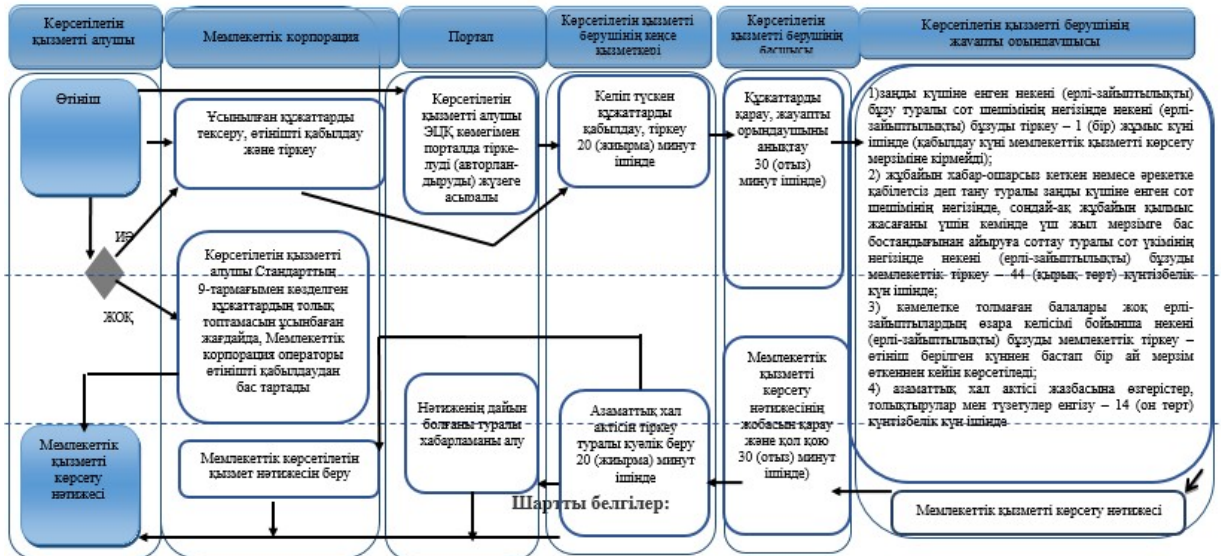 Көрсетілетін
қызметті алушы
Мемлекеттік корпорация
Портал
Көрсетілетін қызметті
берушінің кеңсе
қызметкері
Көрсетілетін
қызметті берушінің
басшысы
Көрсетілетін қызметті берушінің
жауапты орындаушысы
Өтініш
Ұсынылған құжаттарды
тексеру, өтінішті қабылдау
және тіркеу
Көрсетілетін
қызметті алушы
ЭЦҚ көмегімен
порталда тірке-
луді (авторлан-
дыруды) жүзеге
асырады
Келіп түскен
құжаттарды
қабылдау, тіркеу
20 (жиырма) минут
ішінде
Құжаттарды
қарау, жауапты
орындаушыны
анықтау
30 (отыз)
минут ішінде)
1)заңды күшіне енген некені (ерлі-зайыптылықты)
бұзу туралы сот шешімінің негізінде некені (ерлі-
зайыптылықты) бұзуды тіркеу – 1 (бір) жұмыс күні
ішінде (қабылдау күні мемлекеттік қызметті көрсету
мерзіміне кірмейді);
2) жұбайын хабар-ошарсыз кеткен немесе әрекетке
қабілетсіз деп тану туралы заңды күшіне енген сот
шешімінің негізінде, сондай-ақ жұбайын қылмыс
жасағаны үшін кемінде үш жыл мерзімге бас
бостандығынан айыруға соттау туралы сот үкімінің
негізінде некені (ерлі-зайыптылықты) бұзуды
мемлекеттік тіркеу – 44 (қырық төрт) күнтізбелік
күн ішінде;
3) кәмелетке толмаған балалары жоқ ерлі-
зайыптылардың өзара келісімі бойынша некені
(ерлі-зайыптылықты) бұзуды мемлекеттік тіркеу –
өтініш берілген күннен бастап бір ай мерзім
өткеннен кейін көрсетіледі;
4) азаматтық хал актісі жазбасына өзгерістер,
толықтырулар мен түзетулер енгізу – 14 (он төрт)
күнтізбелік күн ішінде
ИӘ
ЖОҚ
Көрсетілетін қызметті
алушы Стандарттың
9-тармағымен көзделген
құжаттардың толық
топтамасын ұсынбаған
жағдайда, Мемлекеттік
корпорация операторы
өтінішті қабылдаудан
бас тартады
Мемлекеттік
қызметті
көрсету
нәтижесі
Мемлекеттік көрсетілетін
қызмет нәтижесін беру
Нәтиженің дайын
болғаны туралы
хабарламаны алу
Азаматтық хал
актісін тіркеу
туралы куәлік беру
20 (жиырма) минут
ішінде
Мемлекеттік
қызметті
көрсету
нәтижесінің
жобасын қарау
және қол қою
30 (отыз) минут
ішінде)
Мемлекеттік қызметті көрсету нәтижесі
Шартты белгілер: